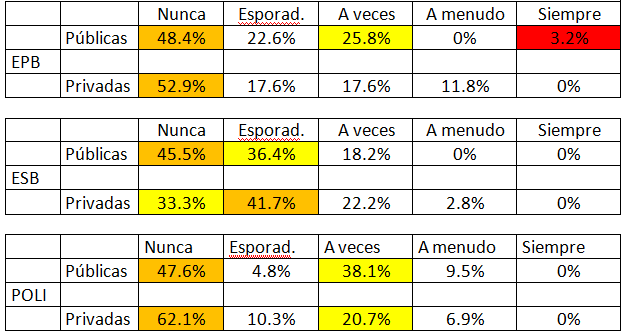 Nunca Esporad. A veces A menudo Siempre
Públicas 48.4% 22.6% 25.8% 0% 3.2%
EPB
Privadas 52.9% 17.6% 17.6% 11.8% 0%
Nunca Esporad. A veces A menudo Siempre
Públicas 45.5% 36.4% 18.2% 0% 0%
ESB
Privadas 33.3% 41.7% 22.2% 2.8% 0%
Nunca Esporad. A veces A menudo Siempre
Públicas 47.6% 4.8% 38.1% 9.5% 0%
POLI
Privadas 62.1% 10.3% 20.7% 6.9% 0%